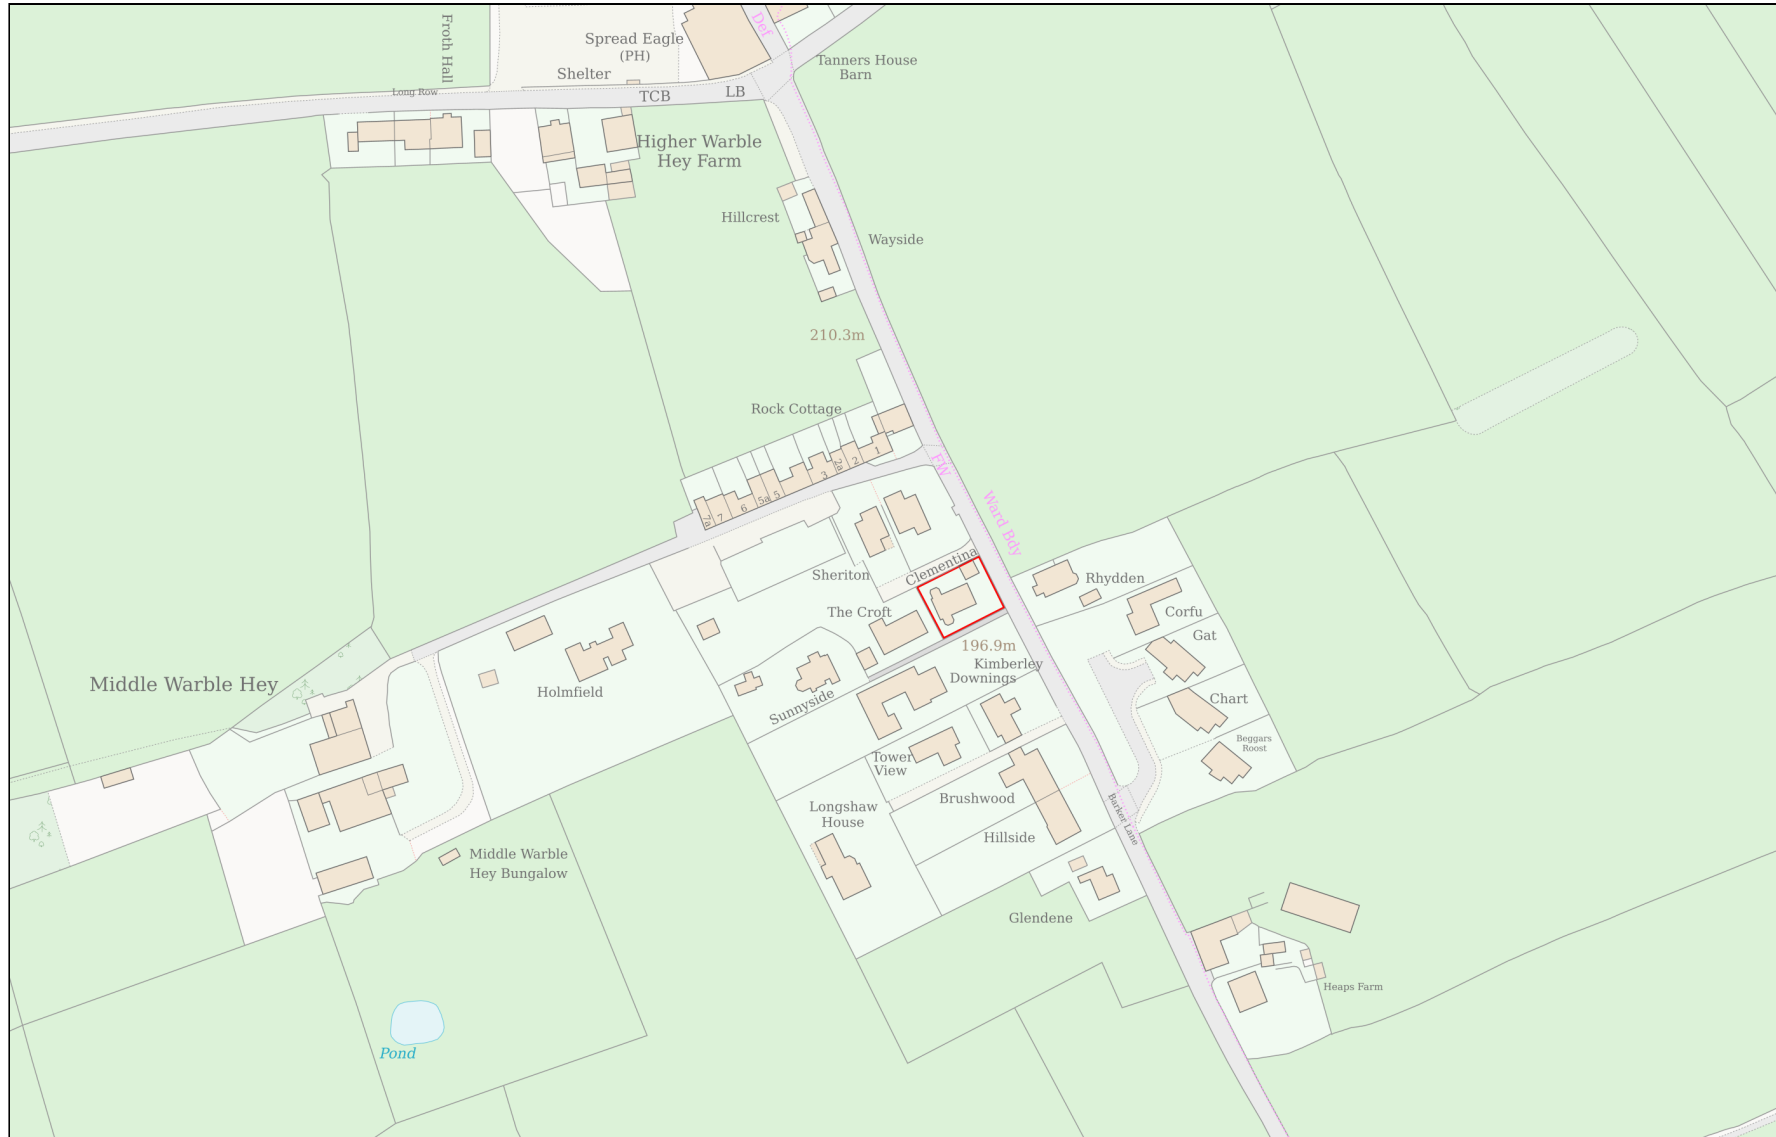 Froth Hall
Def
Spread Eagle
(PH)
Shelter
Tanners House
Barn
Long Row
TCB
LB
Higher Warble
Hey Farm
Hillcrest
Wayside
210.3m
Rock Cottage
1
2
2a
3
5
5a
6
7
7a
FW
Ward Bdy
Clementina
Sheriton
Rhydden
The Croft
Corfu
Gat
196.9m
Kimberley
Downings
Middle Warble Hey
Holmfield
Sunnyside
Chart
Beggars
Roost
Tower
View
Brushwood
Barker Lane
Longshaw
House
Hillside
Middle Warble
Hey Bungalow
Glendene
Heaps Farm
Pond